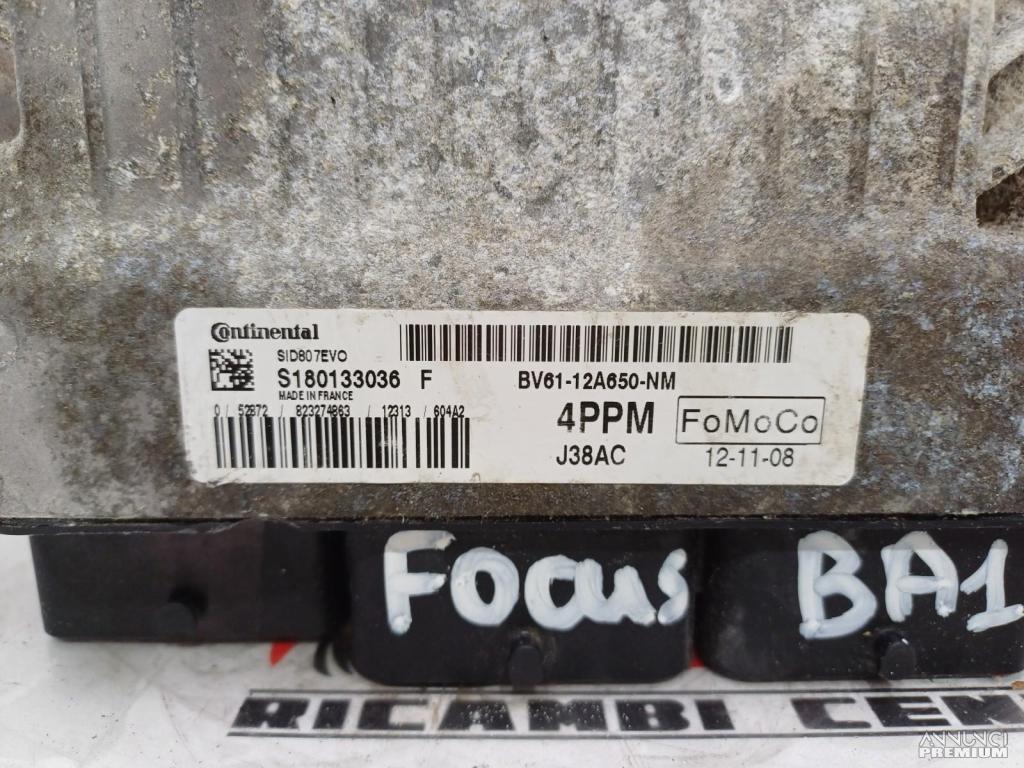 Continental
SID807EVO
S180133036 F
MADE IN FRANCE
0 / 52872 / 823274863 / 12313 / 604A2
BV61-12A650-NM
4PPM FoMoCo
J38AC 12-11-08
Focus BA1
RICAMBI CEN
ANNUNCI
PREMIUM